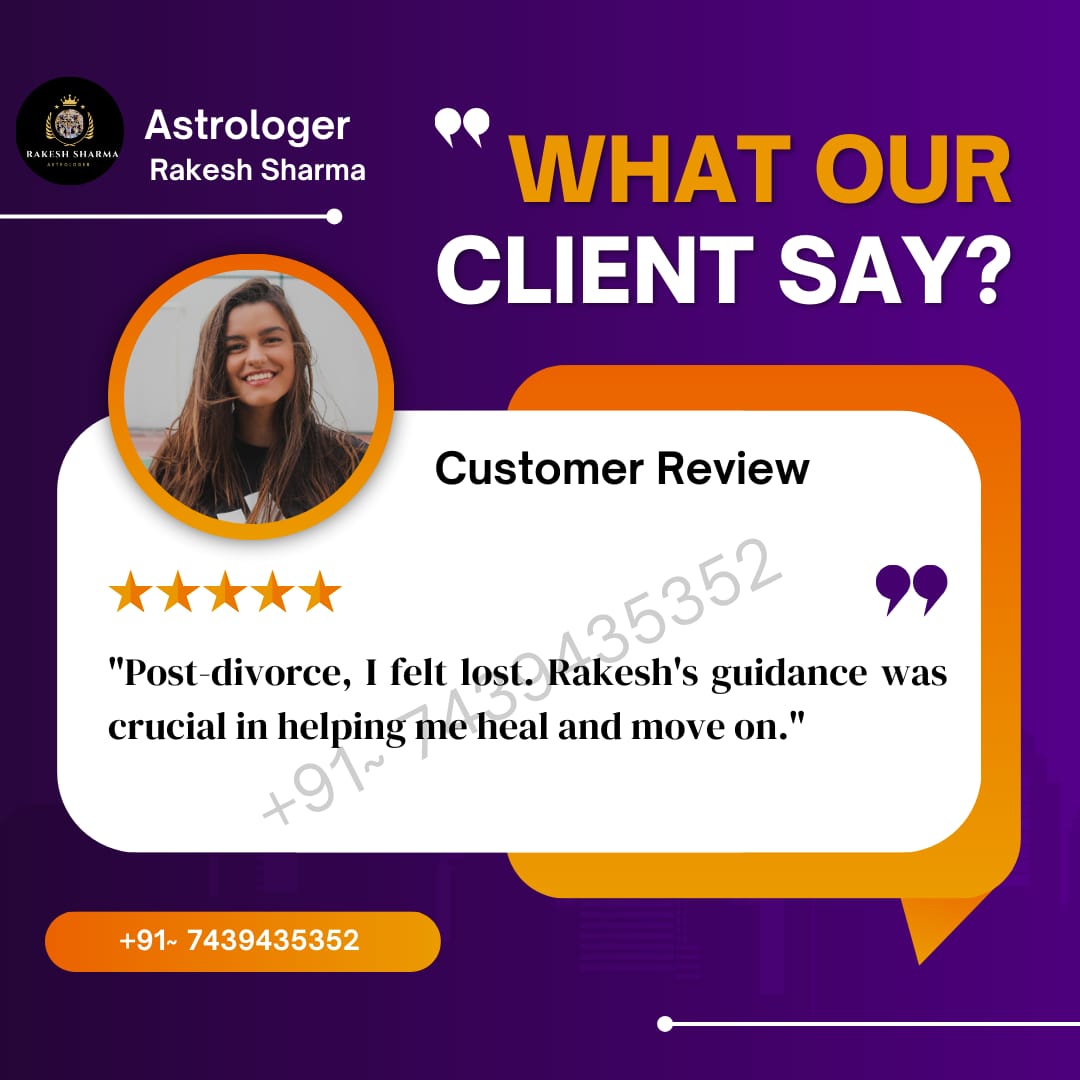 RAKESH SHARMA
ASTROLOGER
Astrologer
Rakesh Sharma
WHAT OUR
CLIENT SAY?
Customer Review
"Post-divorce, I felt lost. Rakesh's guidance was
crucial in helping me heal and move on."
+91~ 7439435352
+91~ 7439435352